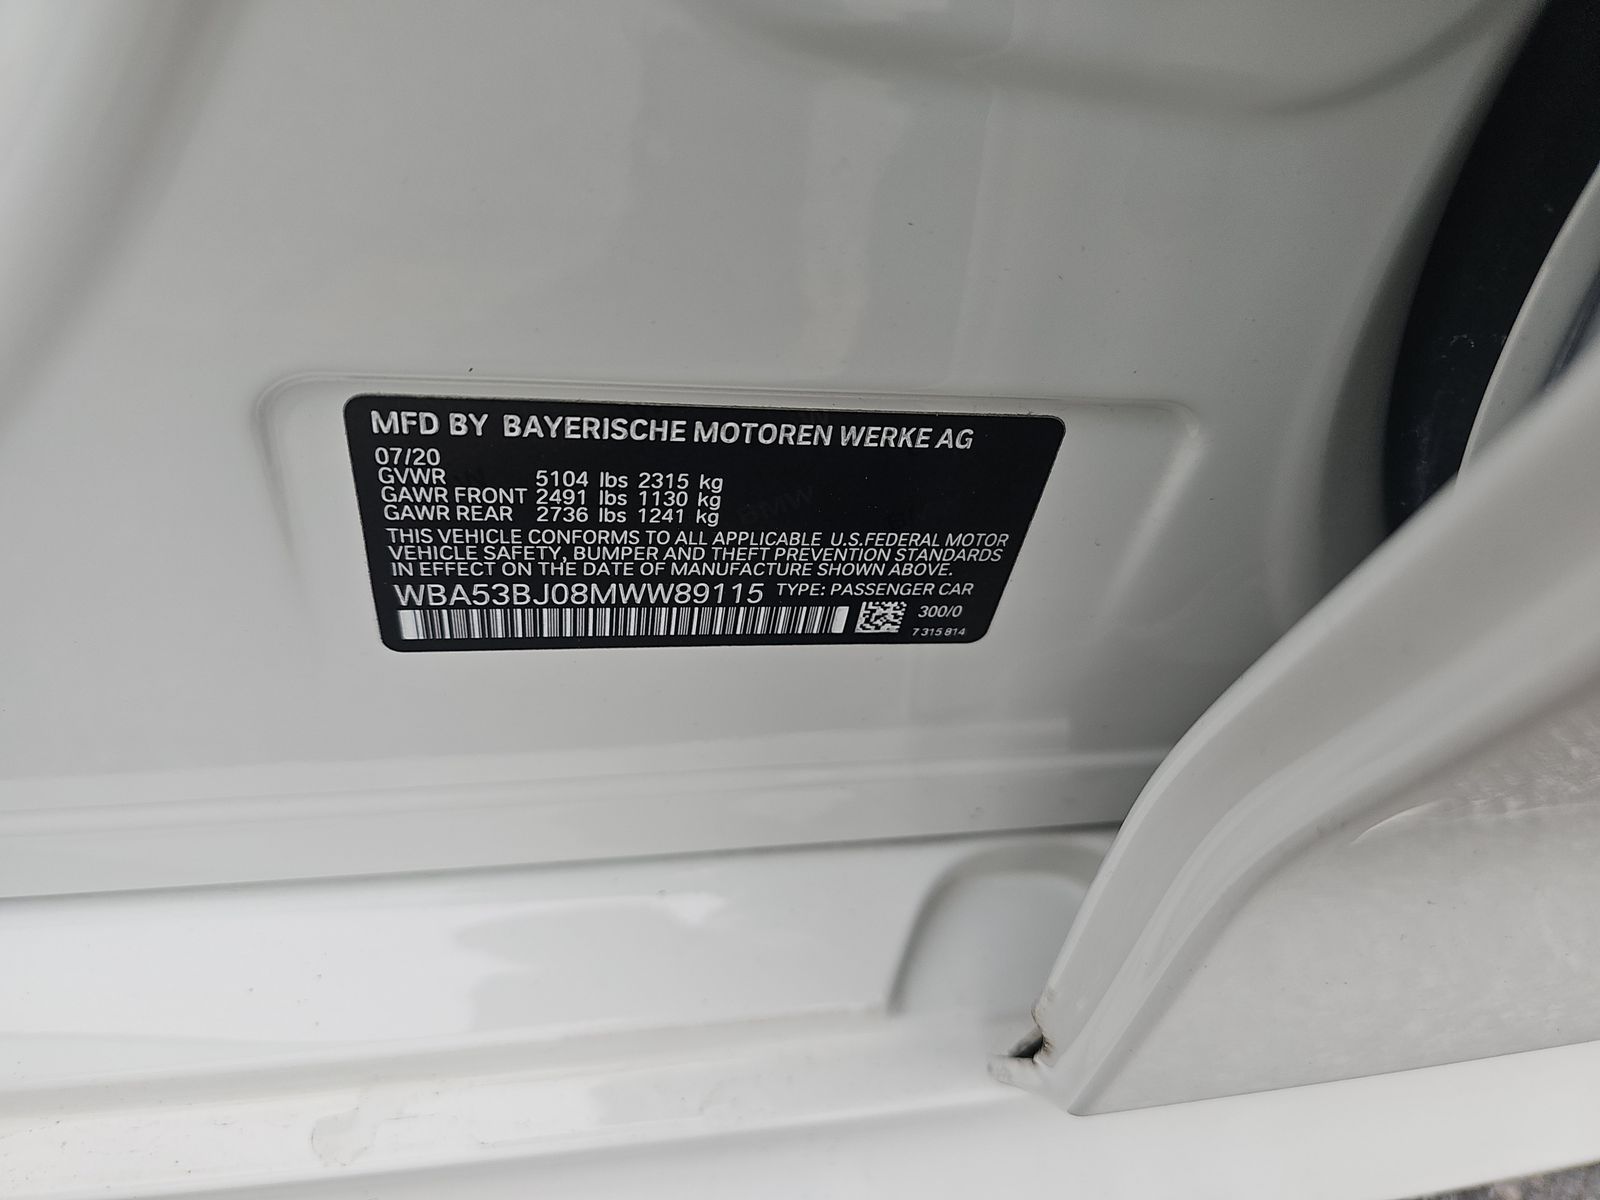 MFD BY BAYERISCHE MOTOREN WERKE AG
07/20
GVWR 5104 lbs 2315 kg
GAWR FRONT 2491 lbs 1130 kg
GAWR REAR 2736 lbs 1241 kg
THIS VEHICLE CONFORMS TO ALL APPLICABLE U.S.FEDERAL MOTOR
VEHICLE SAFETY, BUMPER AND THEFT PREVENTION STANDARDS
IN EFFECT ON THE DATE OF MANUFACTURE SHOWN ABOVE.
WBA53BJ08MWW89115 TYPE: PASSENGER CAR
300/0
7 315 814